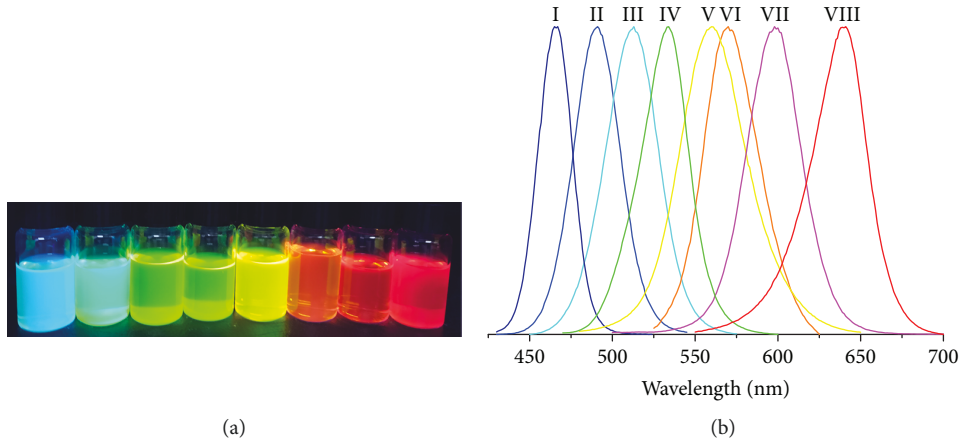 I II III IV V VI VII VIII
450 500 550 600 650 700
Wavelength (nm)
(a) (b)